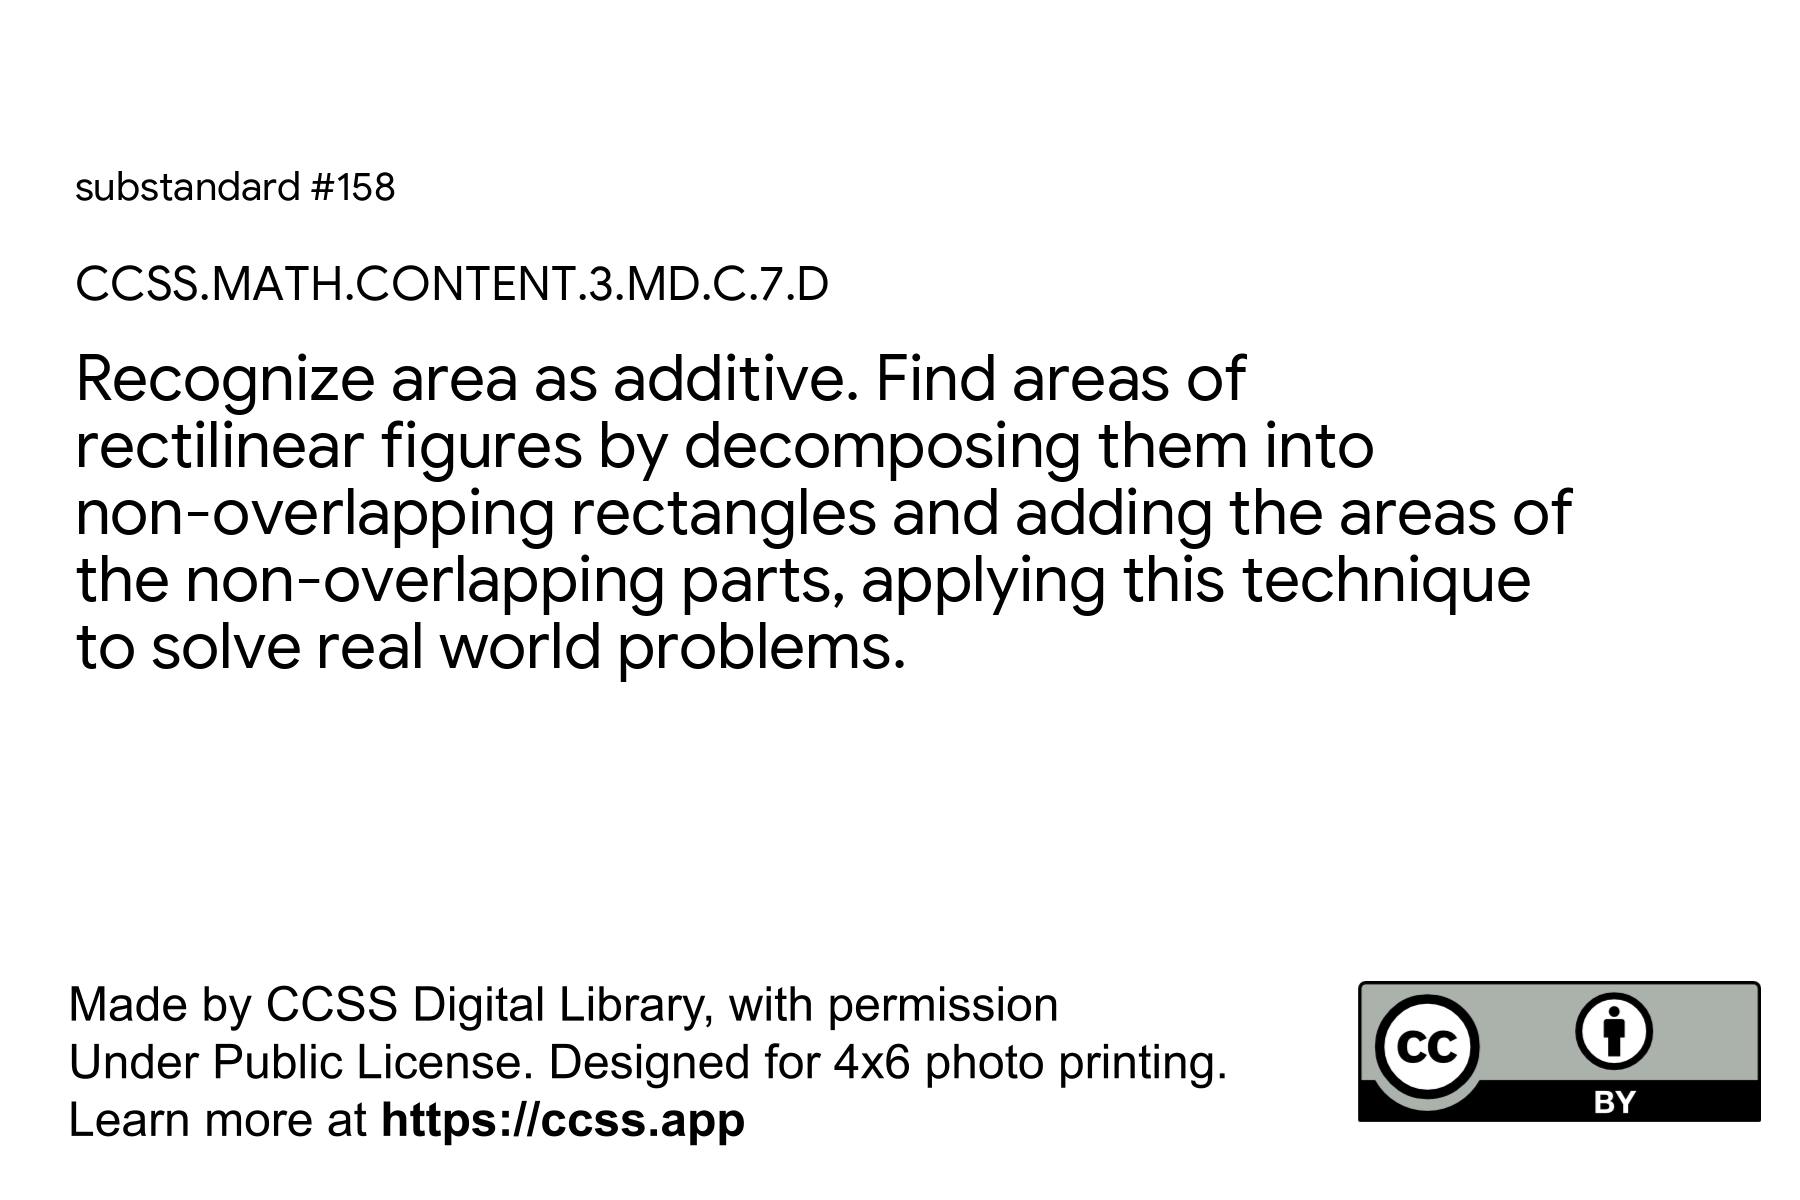 substandard #158
CCSS.MATH.CONTENT.3.MD.C.7.D
Recognize area as additive. Find areas of
rectilinear figures by decomposing them into
non-overlapping rectangles and adding the areas of
the non-overlapping parts, applying this technique
to solve real world problems.
Made by CCSS Digital Library, with permission
Under Public License. Designed for 4x6 photo printing.
Learn more at https://ccss.app
cc
BY